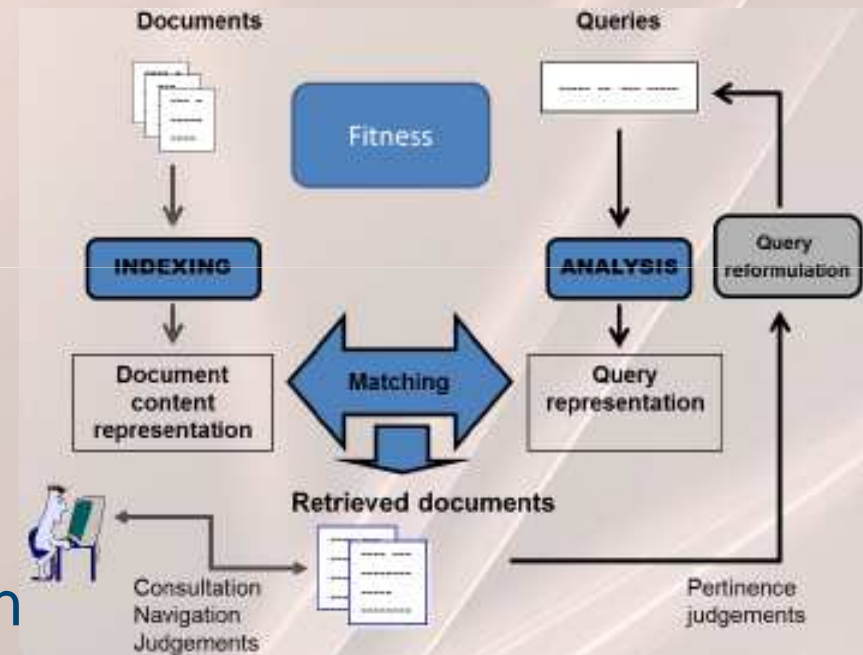 Documents
Queries
Fitness
INDEXING
ANALYSIS
Query
reformulation
Document
content
representation
Matching
Query
representation
Retrieved documents
Consultation
Navigation
Judgements
Pertinence
judgements
n